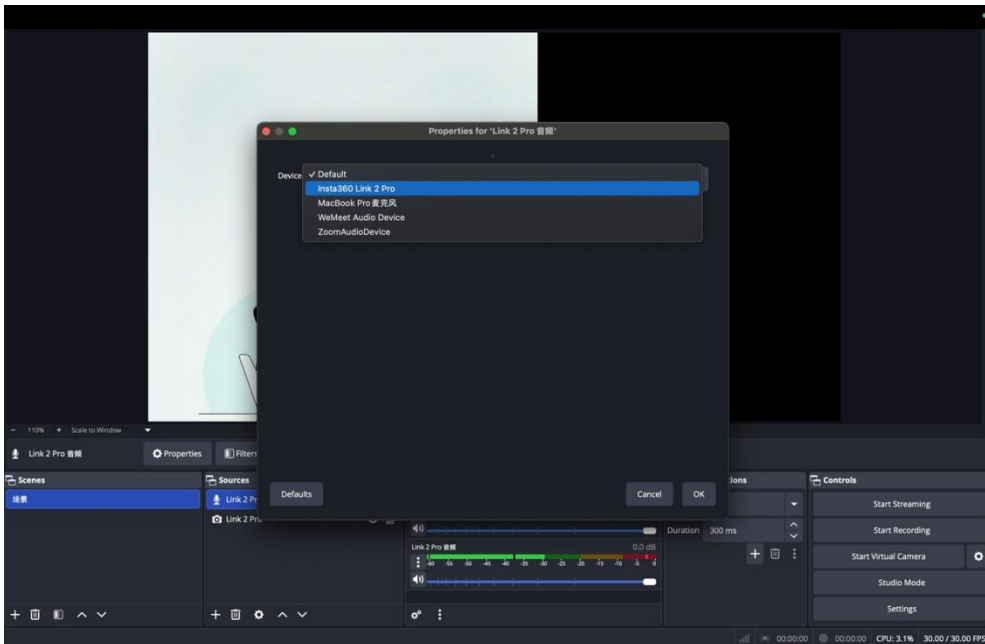 Properties for 'Link 2 Pro 音频'
Device
✓ Default
Insta360 Link 2 Pro
MacBook Pro麦克风
WeMeet Audio Device
ZoomAudioDevice
Defaults
Cancel
OK
- 110% + Scale to Window
Link 2 Pro 音频
Properties
Filters
Scenes
场景
Sources
Link 2 Pr
Link 2 Pro
Link 2 Pro 音频
0.0 dB
-60 -55 -50 -45 -40 -35 -30 -25 -20 -15 -10 -5 0
tions
Duration 300 ms
Controls
Start Streaming
Start Recording
Start Virtual Camera
Studio Mode
Settings
00:00:00
00:00:00
CPU: 3.1%
30.00 / 30.00 FPS